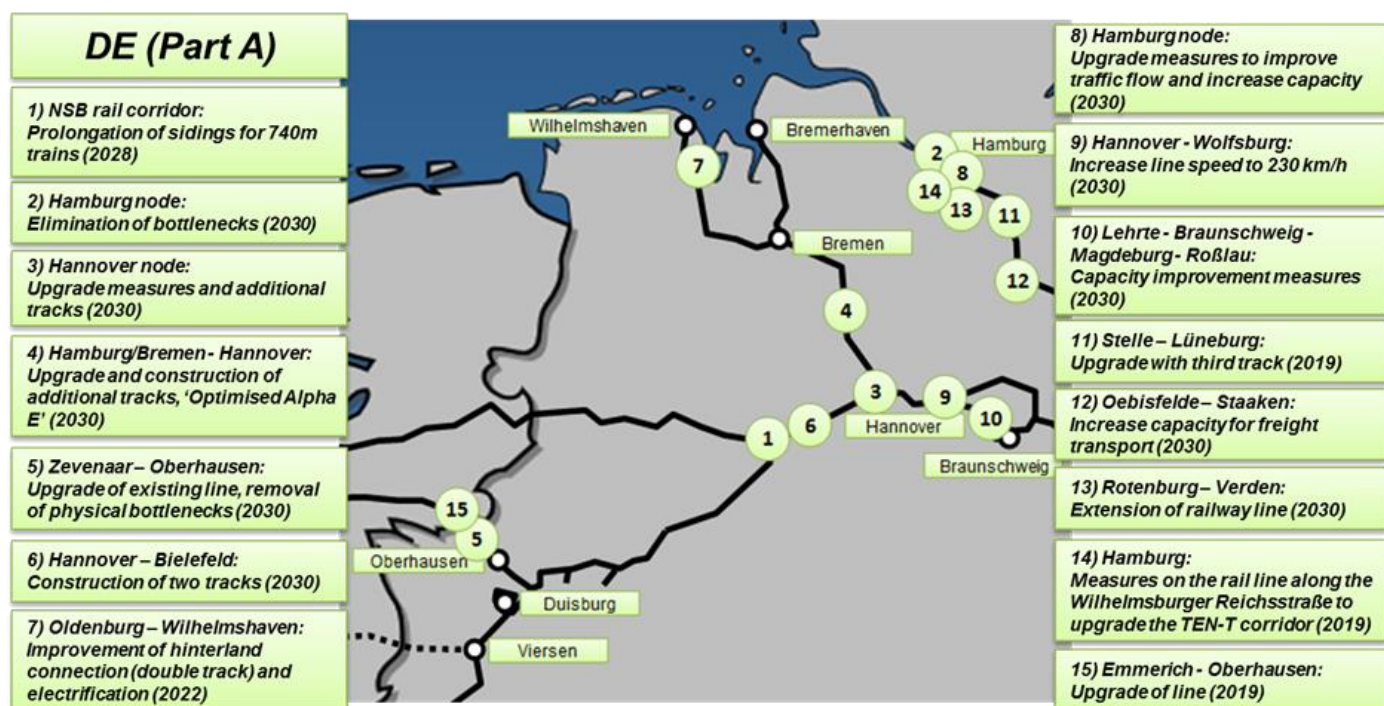 DE (Part A)
1) NSB rail corridor:
Prolongation of sidings for 740m
trains (2028)
2) Hamburg node:
Elimination of bottlenecks (2030)
3) Hannover node:
Upgrade measures and additional
tracks (2030)
4) Hamburg/Bremen - Hannover:
Upgrade and construction of
additional tracks, ‘Optimised Alpha
E’ (2030)
5) Zevenaar – Oberhausen:
Upgrade of existing line, removal
of physical bottlenecks (2030)
6) Hannover – Bielefeld:
Construction of two tracks (2030)
7) Oldenburg – Wilhelmshaven:
Improvement of hinterland
connection (double track) and
electrification (2022)
Wilhelmshaven
Bremerhaven
Hamburg
2
7
8
14
13
11
Bremen
12
4
3
9
Hannover
10
1
6
Braunschweig
15
5
Oberhausen
Duisburg
Viersen
8) Hamburg node:
Upgrade measures to improve
traffic flow and increase capacity
(2030)
9) Hannover - Wolfsburg:
Increase line speed to 230 km/h
(2030)
10) Lehrte - Braunschweig -
Magdeburg - Roßlau:
Capacity improvement measures
(2030)
11) Stelle – Lüneburg:
Upgrade with third track (2019)
12) Oebisfelde – Staaken:
Increase capacity for freight
transport (2030)
13) Rotenburg – Verden:
Extension of railway line (2030)
14) Hamburg:
Measures on the rail line along the
Wilhelmsburger Reichsstraße to
upgrade the TEN-T corridor (2019)
15) Emmerich - Oberhausen:
Upgrade of line (2019)